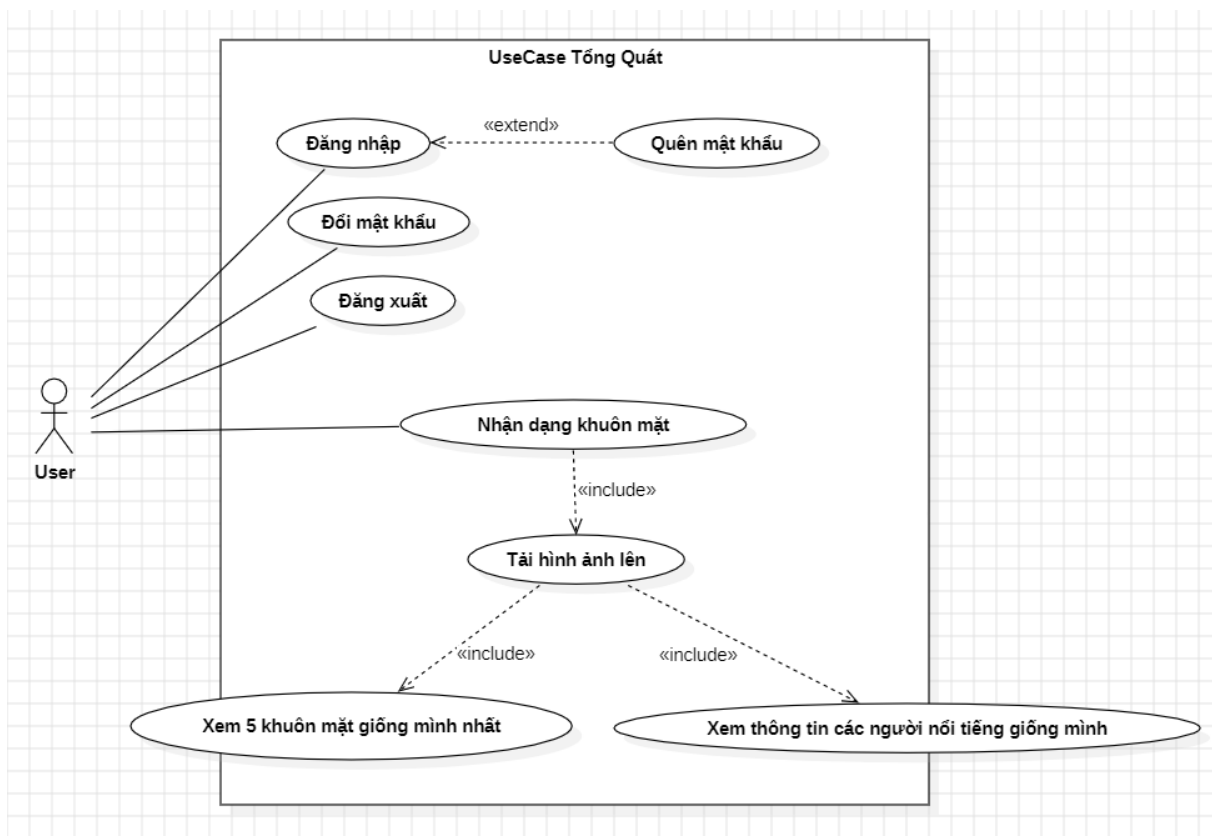 UseCase Tổng Quát
Đăng nhập
«extend»
Quên mật khẩu
Đổi mật khẩu
Đăng xuất
Nhận dạng khuôn mặt
User
«include»
Tải hình ảnh lên
«include»
«include»
Xem 5 khuôn mặt giống mình nhất
Xem thông tin các người nổi tiếng giống mình